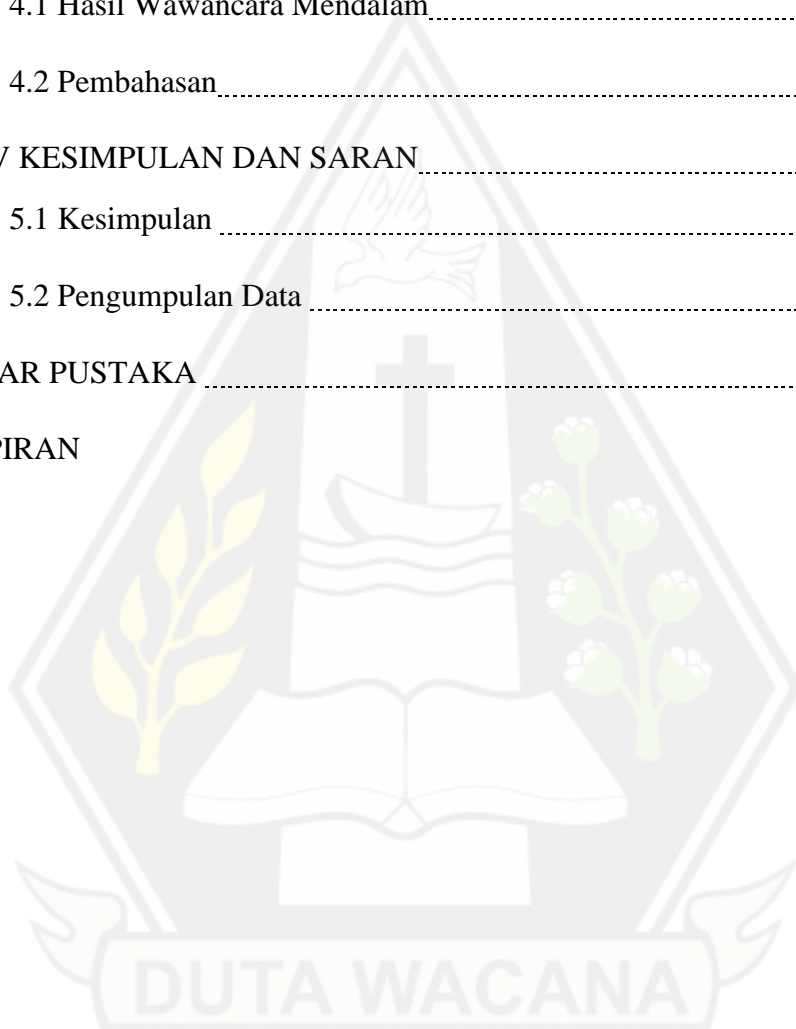 4.1 Hasil Wawancara Mendalam
4.2 Pembahasan
V KESIMPULAN DAN SARAN
5.1 Kesimpulan
5.2 Pengumpulan Data
AR PUSTAKA
PIRAN
DUTA WACANA